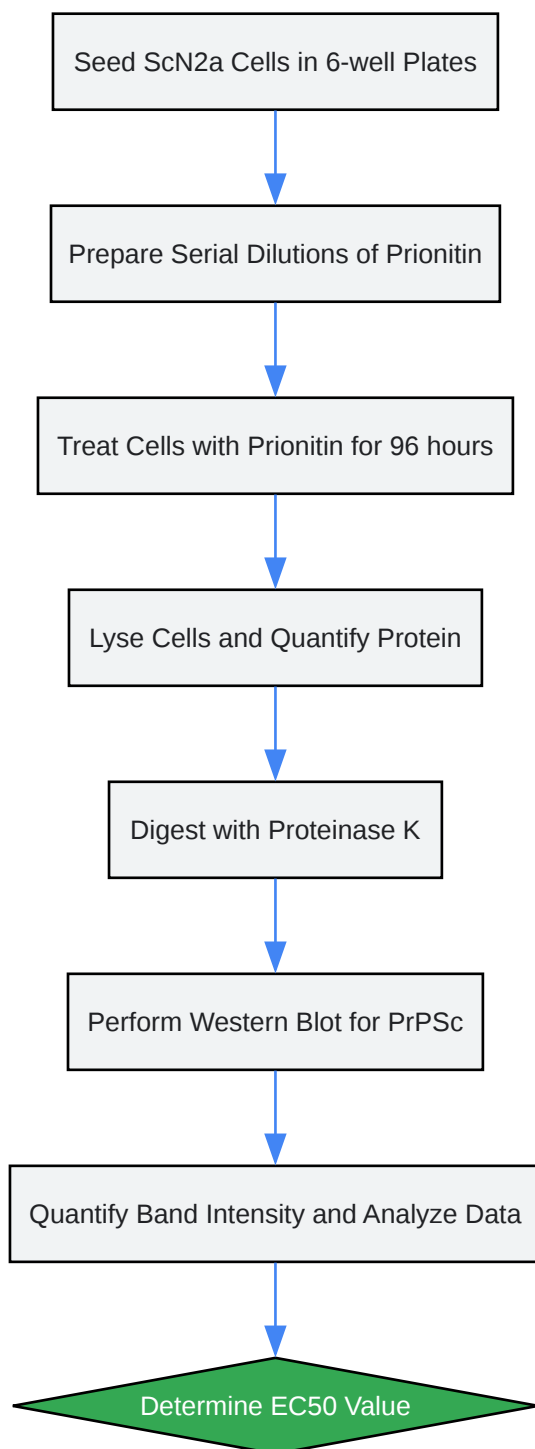 Seed ScN2a Cells in 6-well Plates
Prepare Serial Dilutions of Prionitin
Treat Cells with Prionitin for 96 hours
Lyse Cells and Quantify Protein
Digest with Proteinase K
Perform Western Blot for PrPSc
Quantify Band Intensity and Analyze Data
Determine EC50 Value